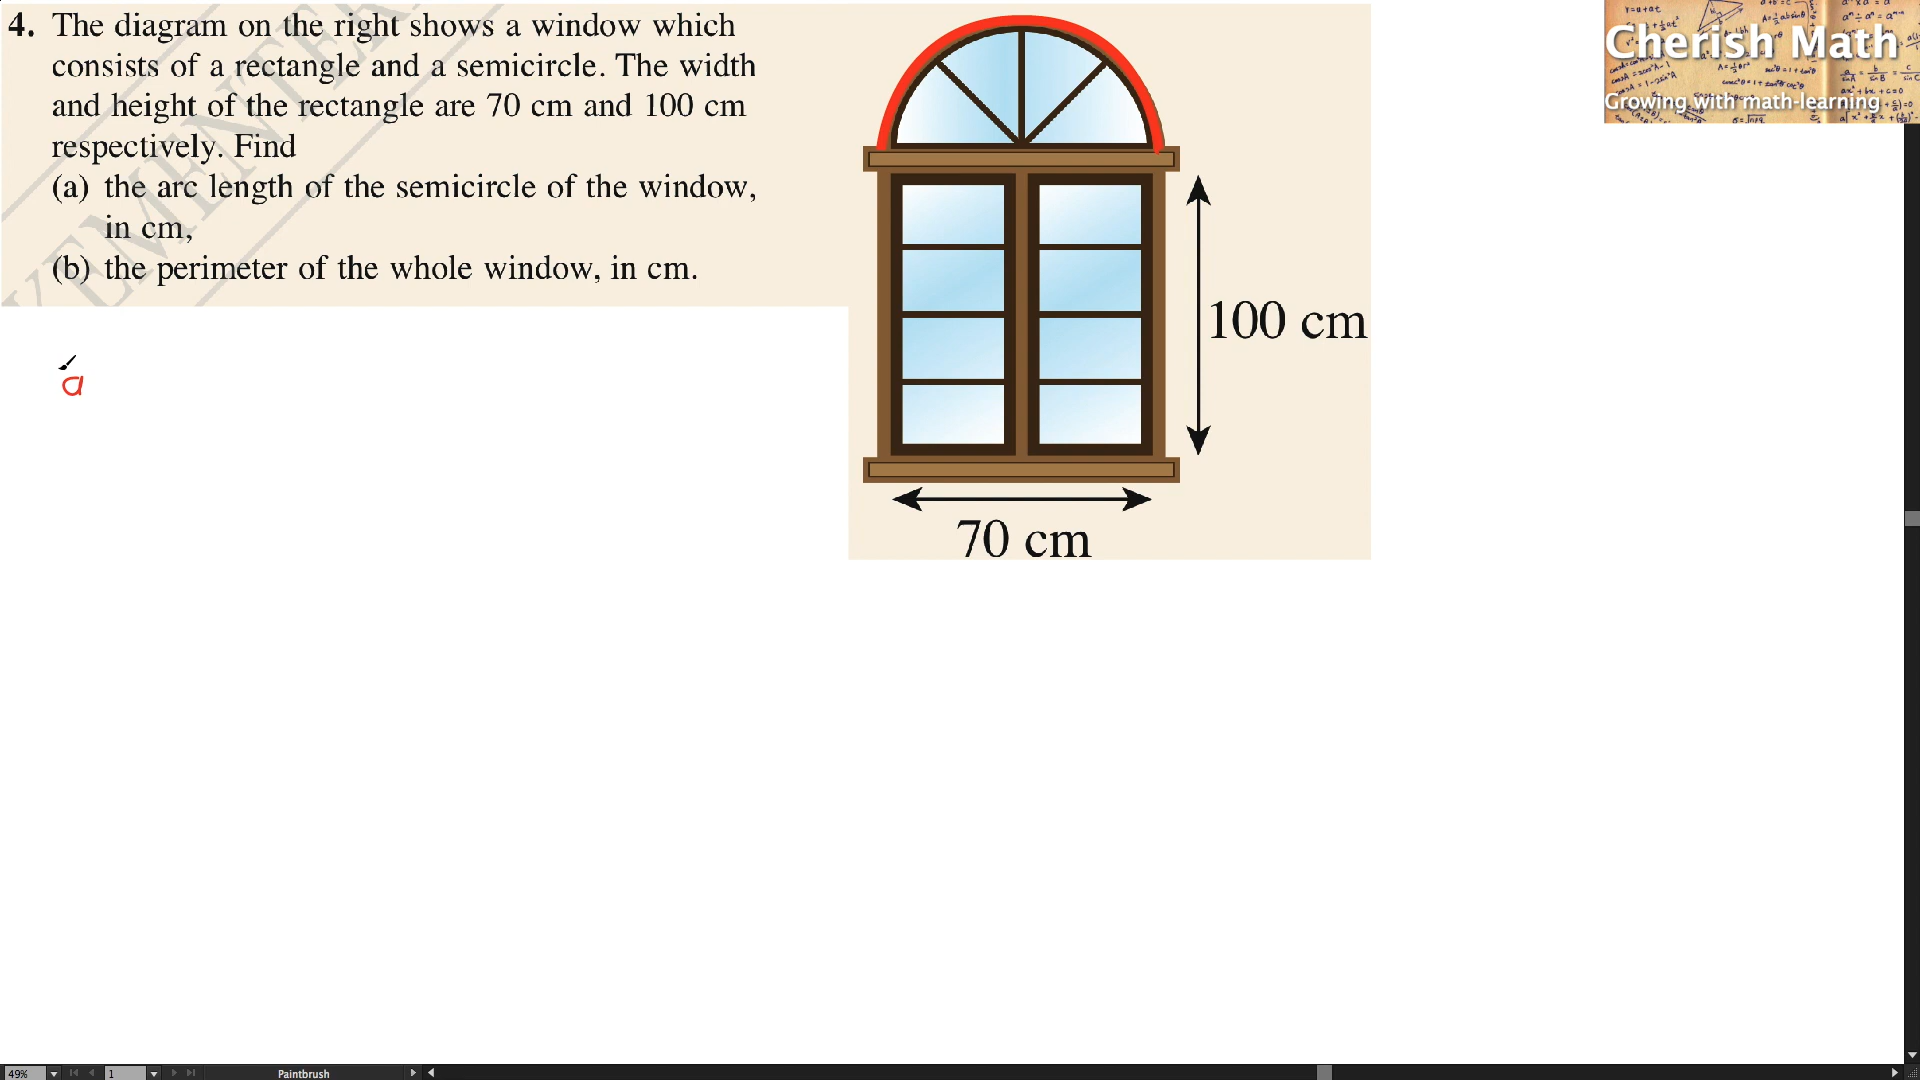 4. The diagram on the right shows a window which
consists of a rectangle and a semicircle. The width
and height of the rectangle are 70 cm and 100 cm
respectively. Find
(a) the arc length of the semicircle of the window,
in cm,
(b) the perimeter of the whole window, in cm.
a
100 cm
70 cm
Cherish Math
Growing with math-learning
49%
1
Paintbrush